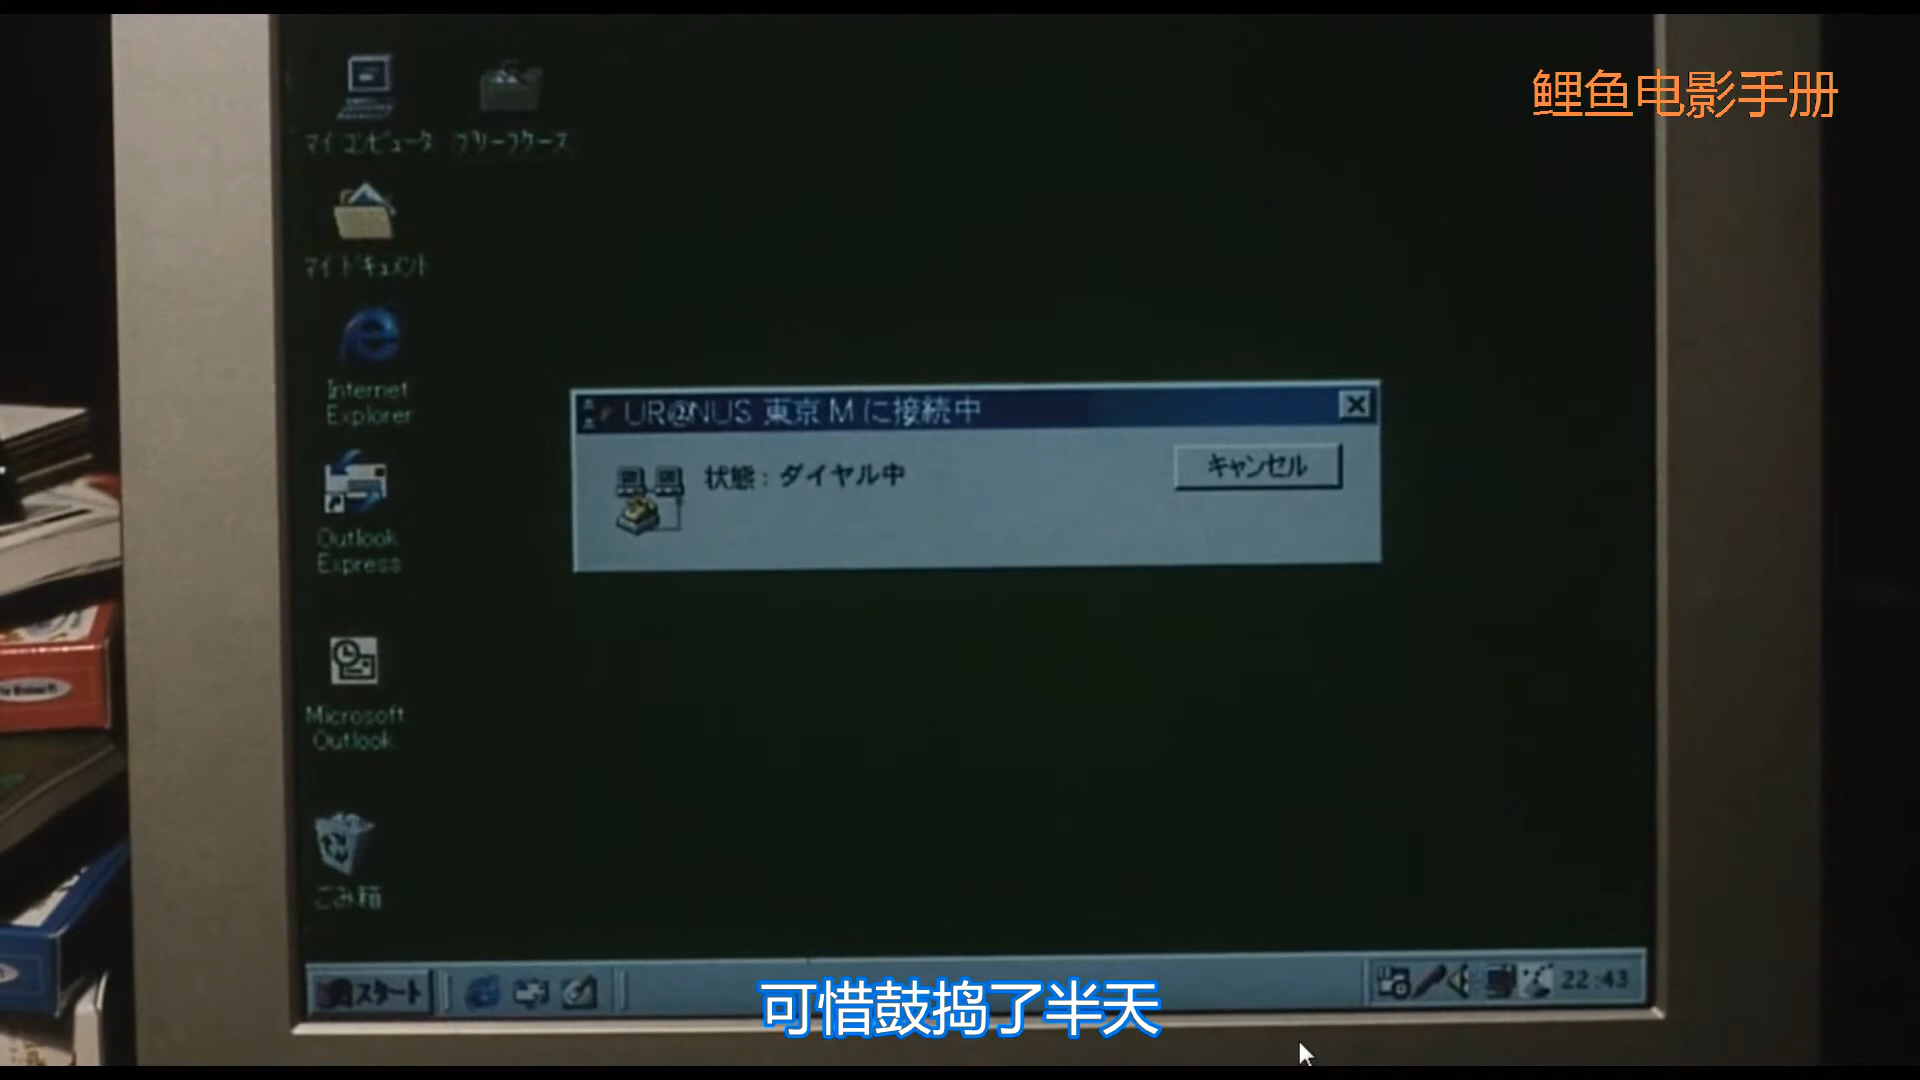 鲤鱼电影手册
マイ コンピュータ
ブリーフケース
マイ ドキュメント
Internet
Explorer
UR@NUS 東京 M に接続中
状態 : ダイヤル中
キャンセル
Outlook
Express
Microsoft
Outlook
ごみ箱
スタート
22:43
可惜鼓捣了半天